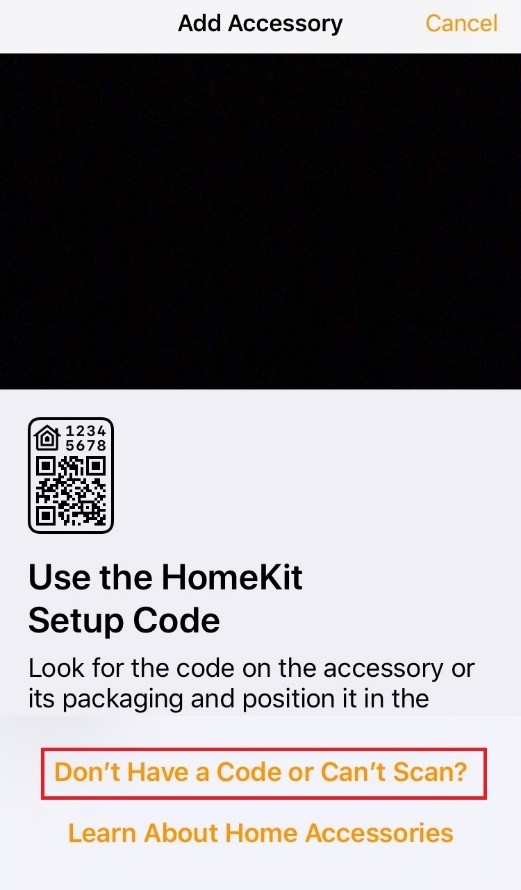 Add Accessory
Cancel
1234
5678
Use the HomeKit
Setup Code
Look for the code on the accessory or
its packaging and position it in the
Don't Have a Code or Can't Scan?
Learn About Home Accessories